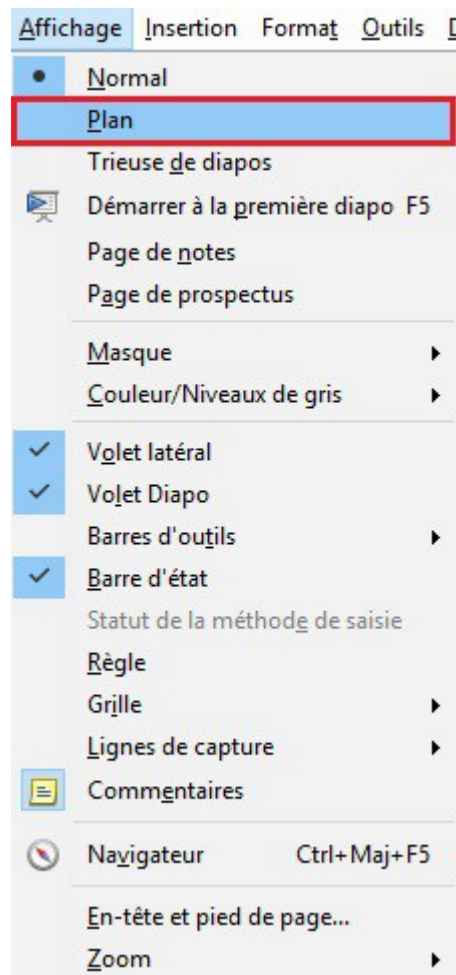 Affichage Insertion Format Outils
Normal
Plan
Trieuse de diapos
Démarrer à la première diapo F5
Page de notes
Page de prospectus
Masque
Couleur/Niveaux de gris
Volet latéral
Volet Diapo
Barres d'outils
Barre d'état
Statut de la méthode de saisie
Règle
Grille
Lignes de capture
Commentaires
Navigateur Ctrl+Maj+F5
En-tête et pied de page...
Zoom